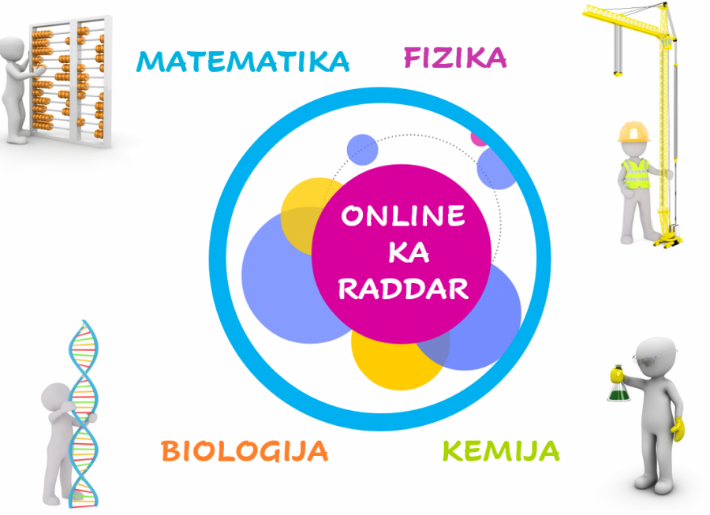 MATEMATIKA
FIZIKA
ONLINE
KA
RADDAR
BIOLOGIJA
KEMIJA